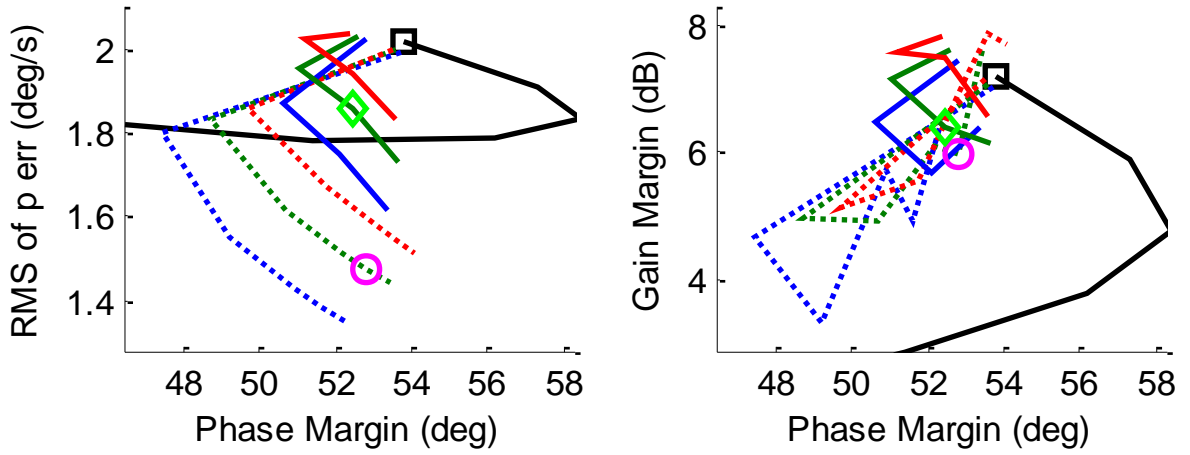 RMS of p err (deg/s)
2
1.8
1.6
1.4
48 50 52 54 56 58
Phase Margin (deg)
Gain Margin (dB)
8
6
4
48 50 52 54 56 58
Phase Margin (deg)